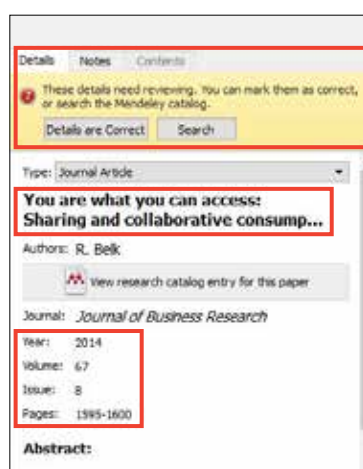 Details Notes Contents
These details need reviewing. You can mark them as correct,
or search the Mendeley catalog.
Details are Correct Search
Type: Journal Article
You are what you can access:
Sharing and collaborative consump...
Authors: R. Belk
View research catalog entry for this paper
Journal: Journal of Business Research
Year: 2014
Volume: 67
Issue: 8
Pages: 1595-1600
Abstract: